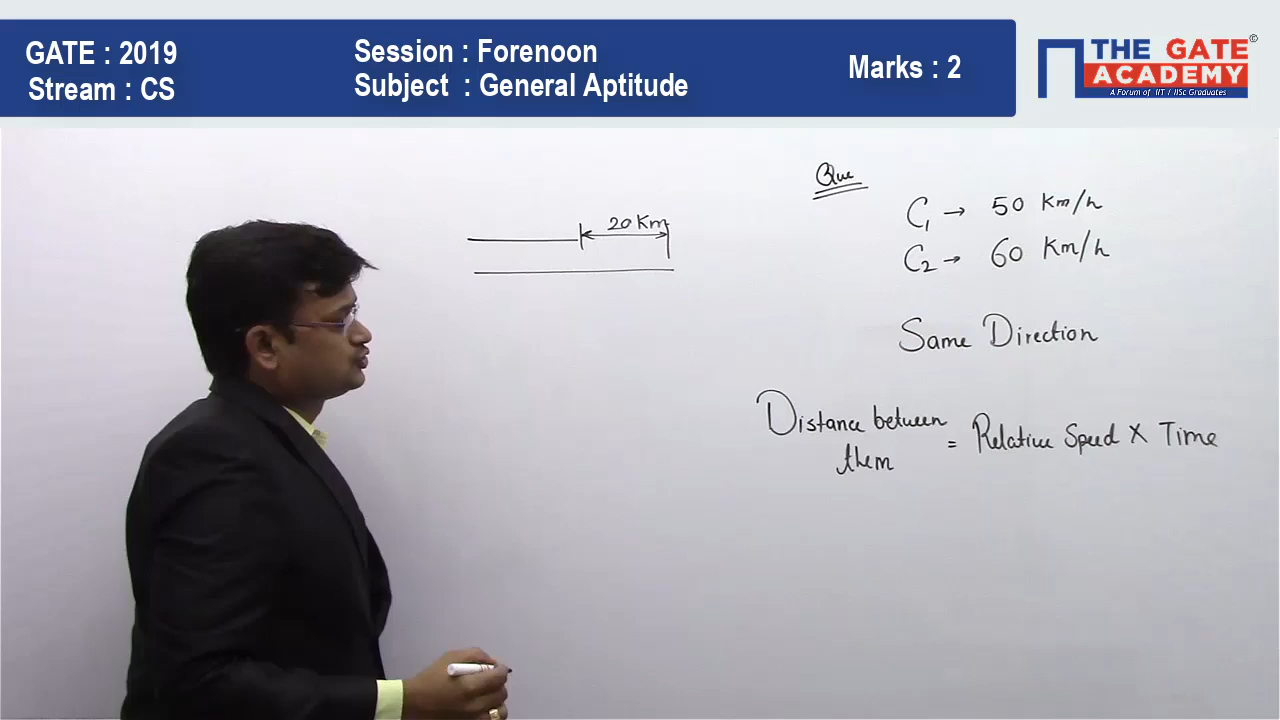 GATE : 2019
Stream : CS
Session : Forenoon
Subject : General Aptitude
Marks : 2
THE GATE
ACADEMY
©
A Forum of IIT / IISc Graduates
Que
C1 → 50 Km/h
C2 → 60 Km/h
20 Km
Same Direction
Distance between
them = Relative Speed X Time